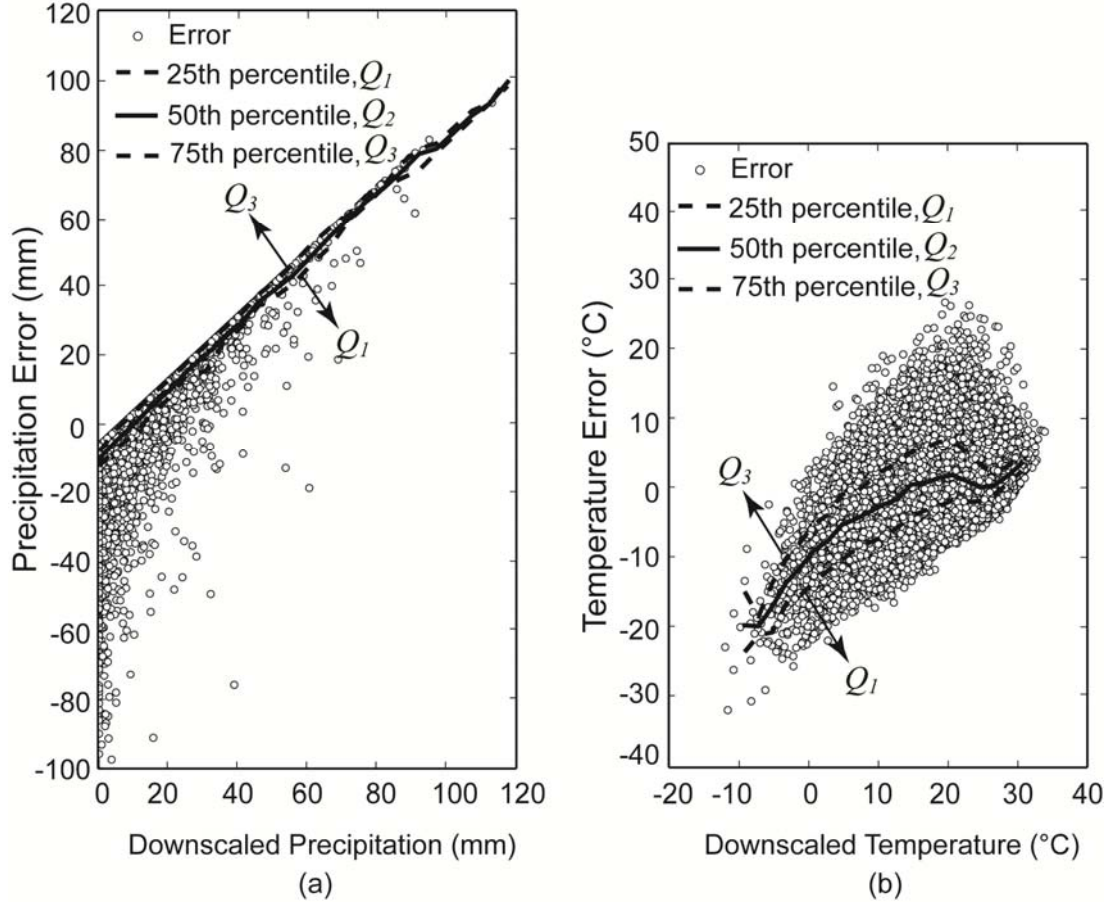 120
100
80
60
40
20
0
-20
-40
-60
-80
-100
Precipitation Error (mm)
Error
25th percentile, Q1
50th percentile, Q2
75th percentile, Q3
Q3
Q1
0 20 40 60 80 100 120
Downscaled Precipitation (mm)
(a)
50
40
30
20
10
0
-10
-20
-30
-40
Temperature Error (°C)
Error
25th percentile, Q1
50th percentile, Q2
75th percentile, Q3
Q3
Q1
-20 -10 0 10 20 30 40
Downscaled Temperature (°C)
(b)